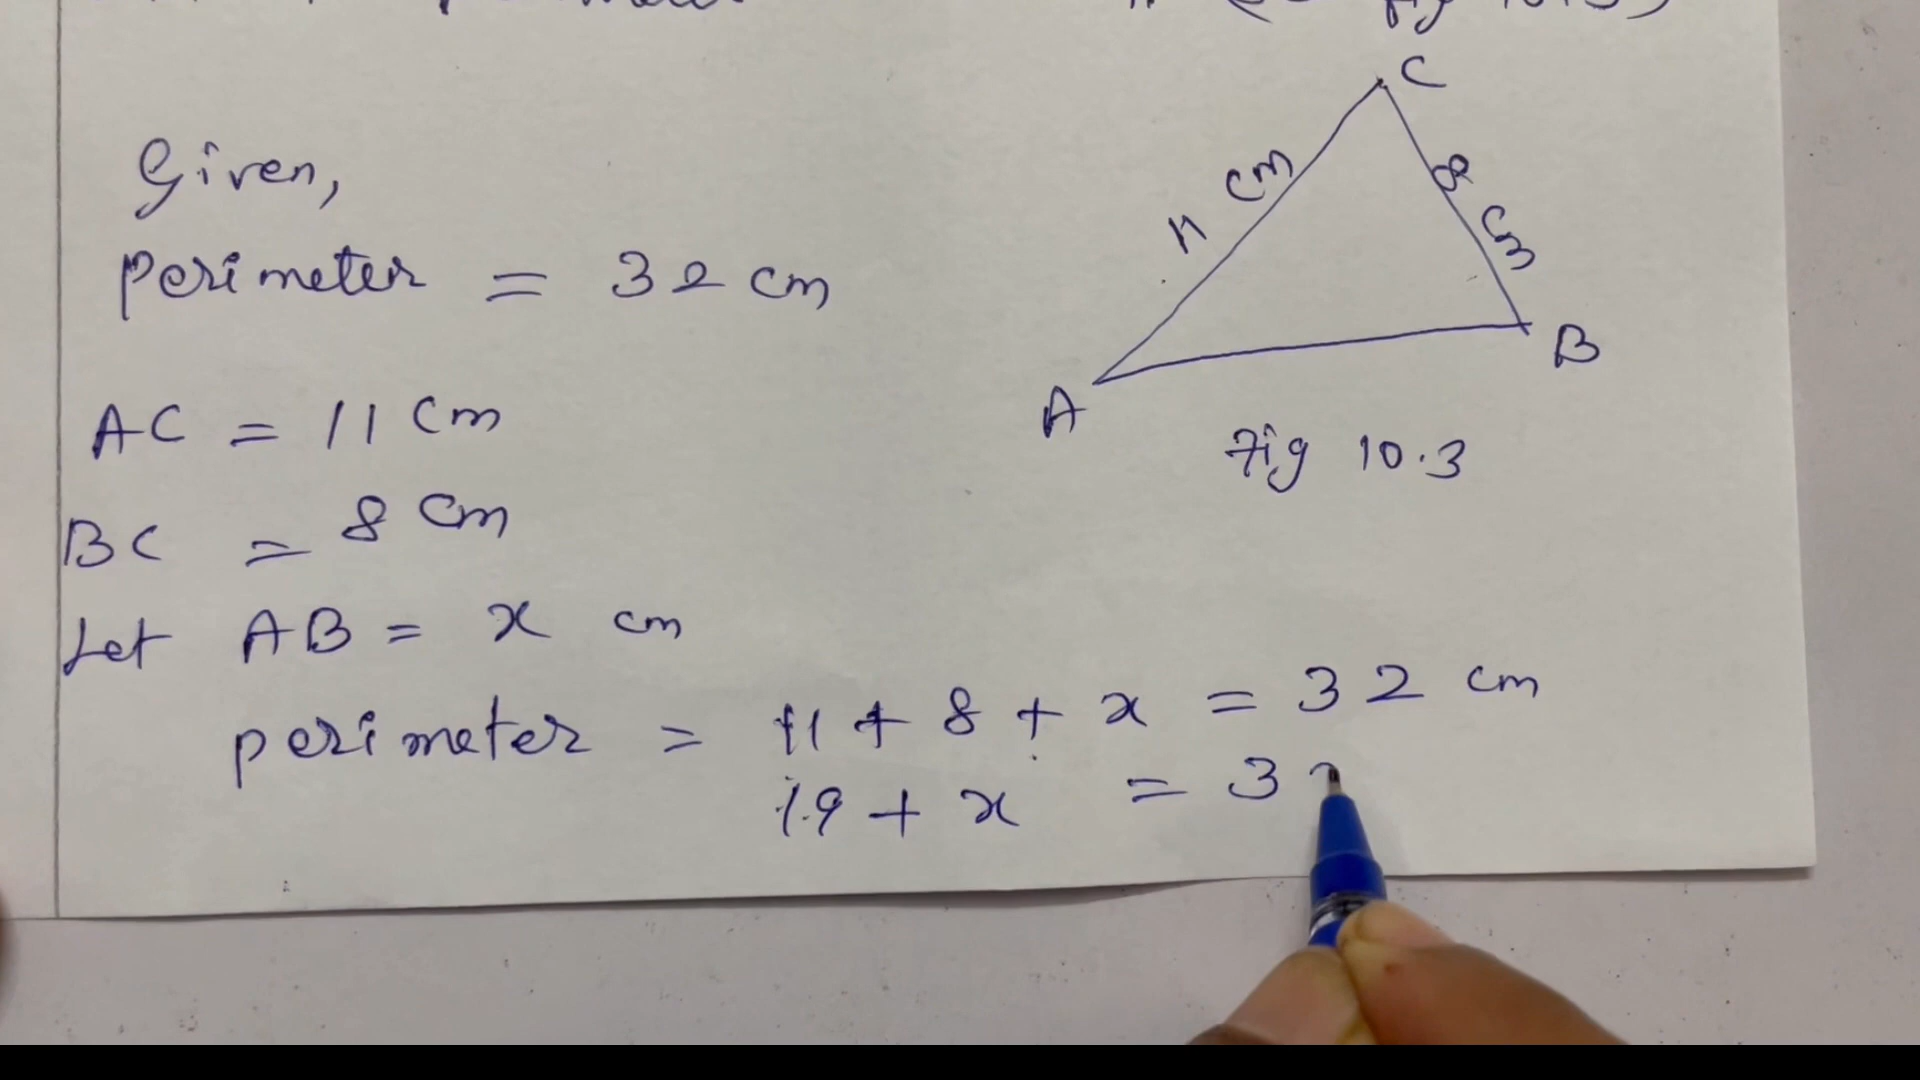 Given,
perimeter = 32 cm
AC = 11 cm
BC = 8 cm
Let AB = x cm
perimeter = 11 + 8 + x = 32 cm
19 + x = 3
C
11 cm
8 cm
A
B
Fig 10.3